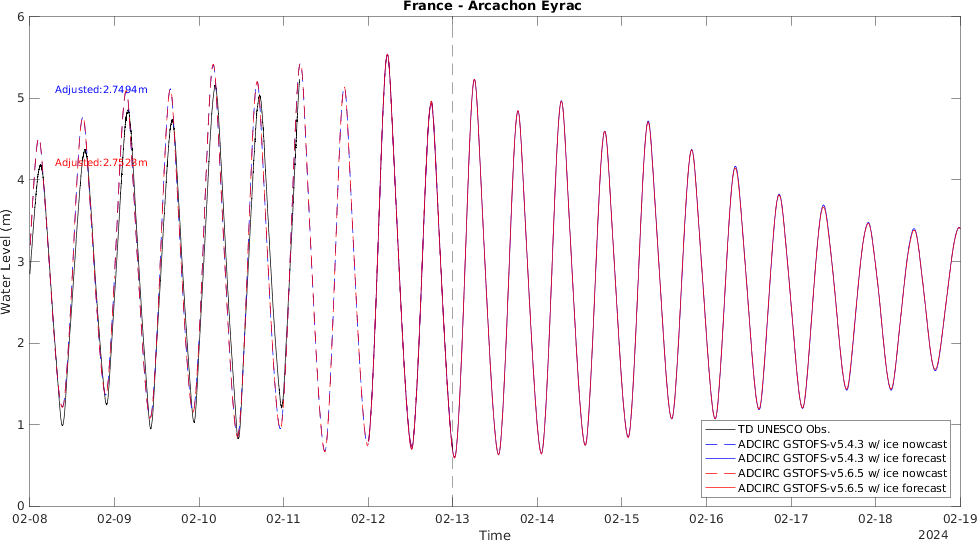 France - Arcachon Eyrac
Water Level (m)
6
5
4
3
2
1
0
Adjusted:2.7494m
Adjusted:2.7523m
TD UNESCO Obs.
ADCIRC GSTOFS-v5.4.3 w/ ice nowcast
ADCIRC GSTOFS-v5.4.3 w/ ice forecast
ADCIRC GSTOFS-v5.6.5 w/ ice nowcast
ADCIRC GSTOFS-v5.6.5 w/ ice forecast
02-08 02-09 02-10 02-11 02-12 02-13 02-14 02-15 02-16 02-17 02-18 02-19
Time
2024